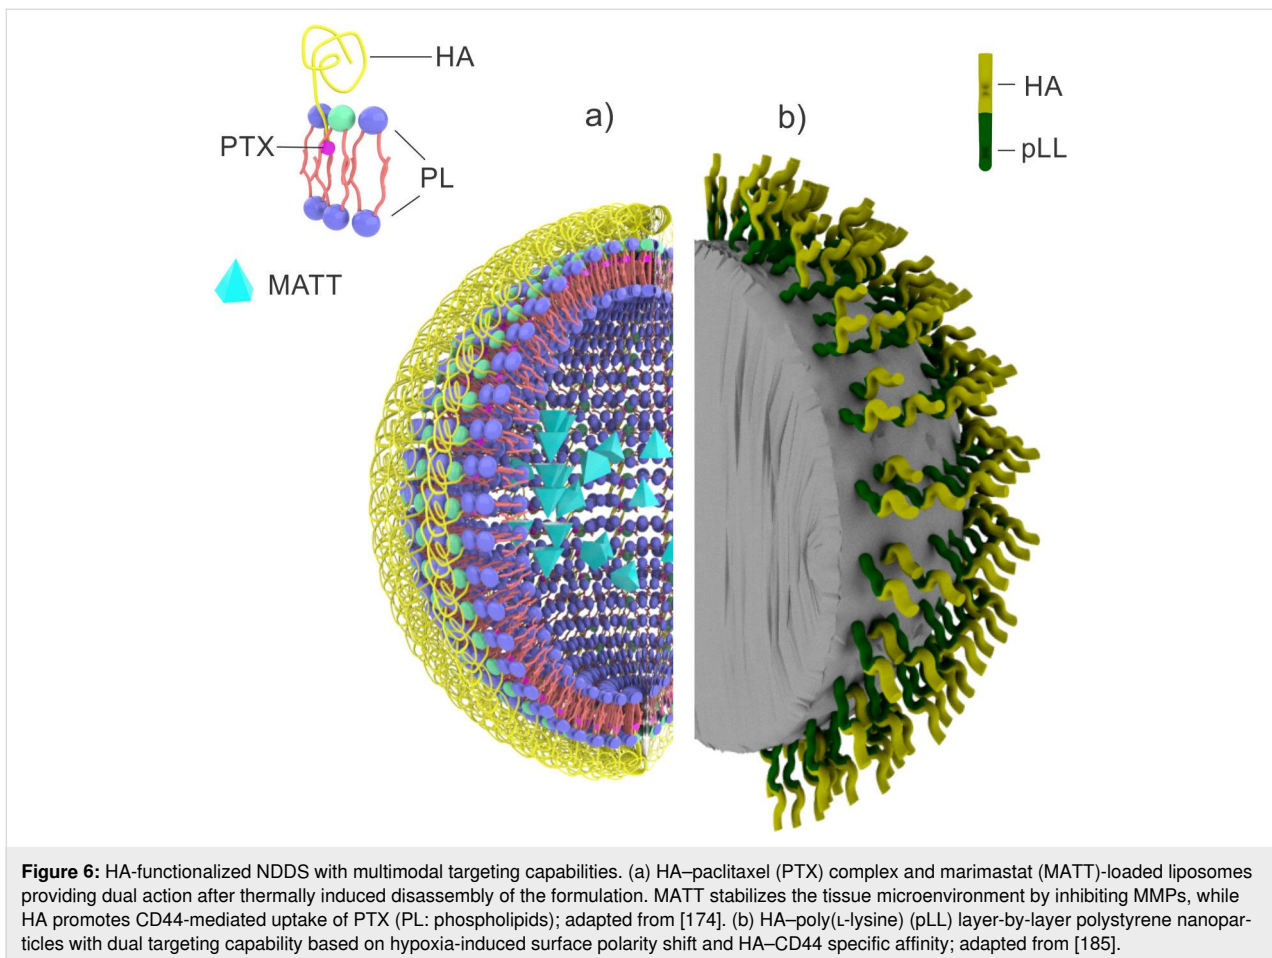 HA
a)
b)
HA
PTX
pLL
PL
MATT
Figure 6: HA-functionalized NDDS with multimodal targeting capabilities. (a) HA–paclitaxel (PTX) complex and marimastat (MATT)-loaded liposomes
providing dual action after thermally induced disassembly of the formulation. MATT stabilizes the tissue microenvironment by inhibiting MMPs, while
HA promotes CD44-mediated uptake of PTX (PL: phospholipids); adapted from [174]. (b) HA–poly(ʟ-lysine) (pLL) layer-by-layer polystyrene nanopar-
ticles with dual targeting capability based on hypoxia-induced surface polarity shift and HA–CD44 specific affinity; adapted from [185].